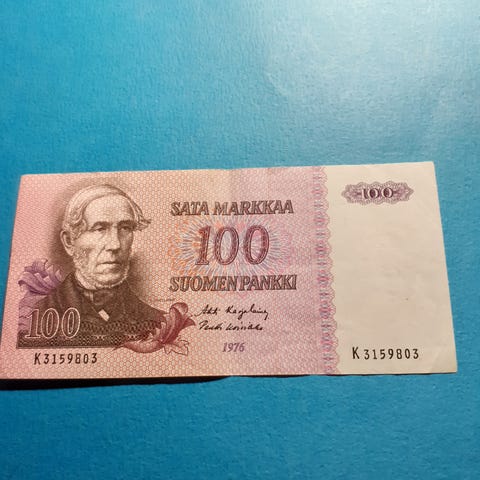 SATA MARKKAA
100
100
SUOMEN PANKKI
100
1976
K3159803
K3159803